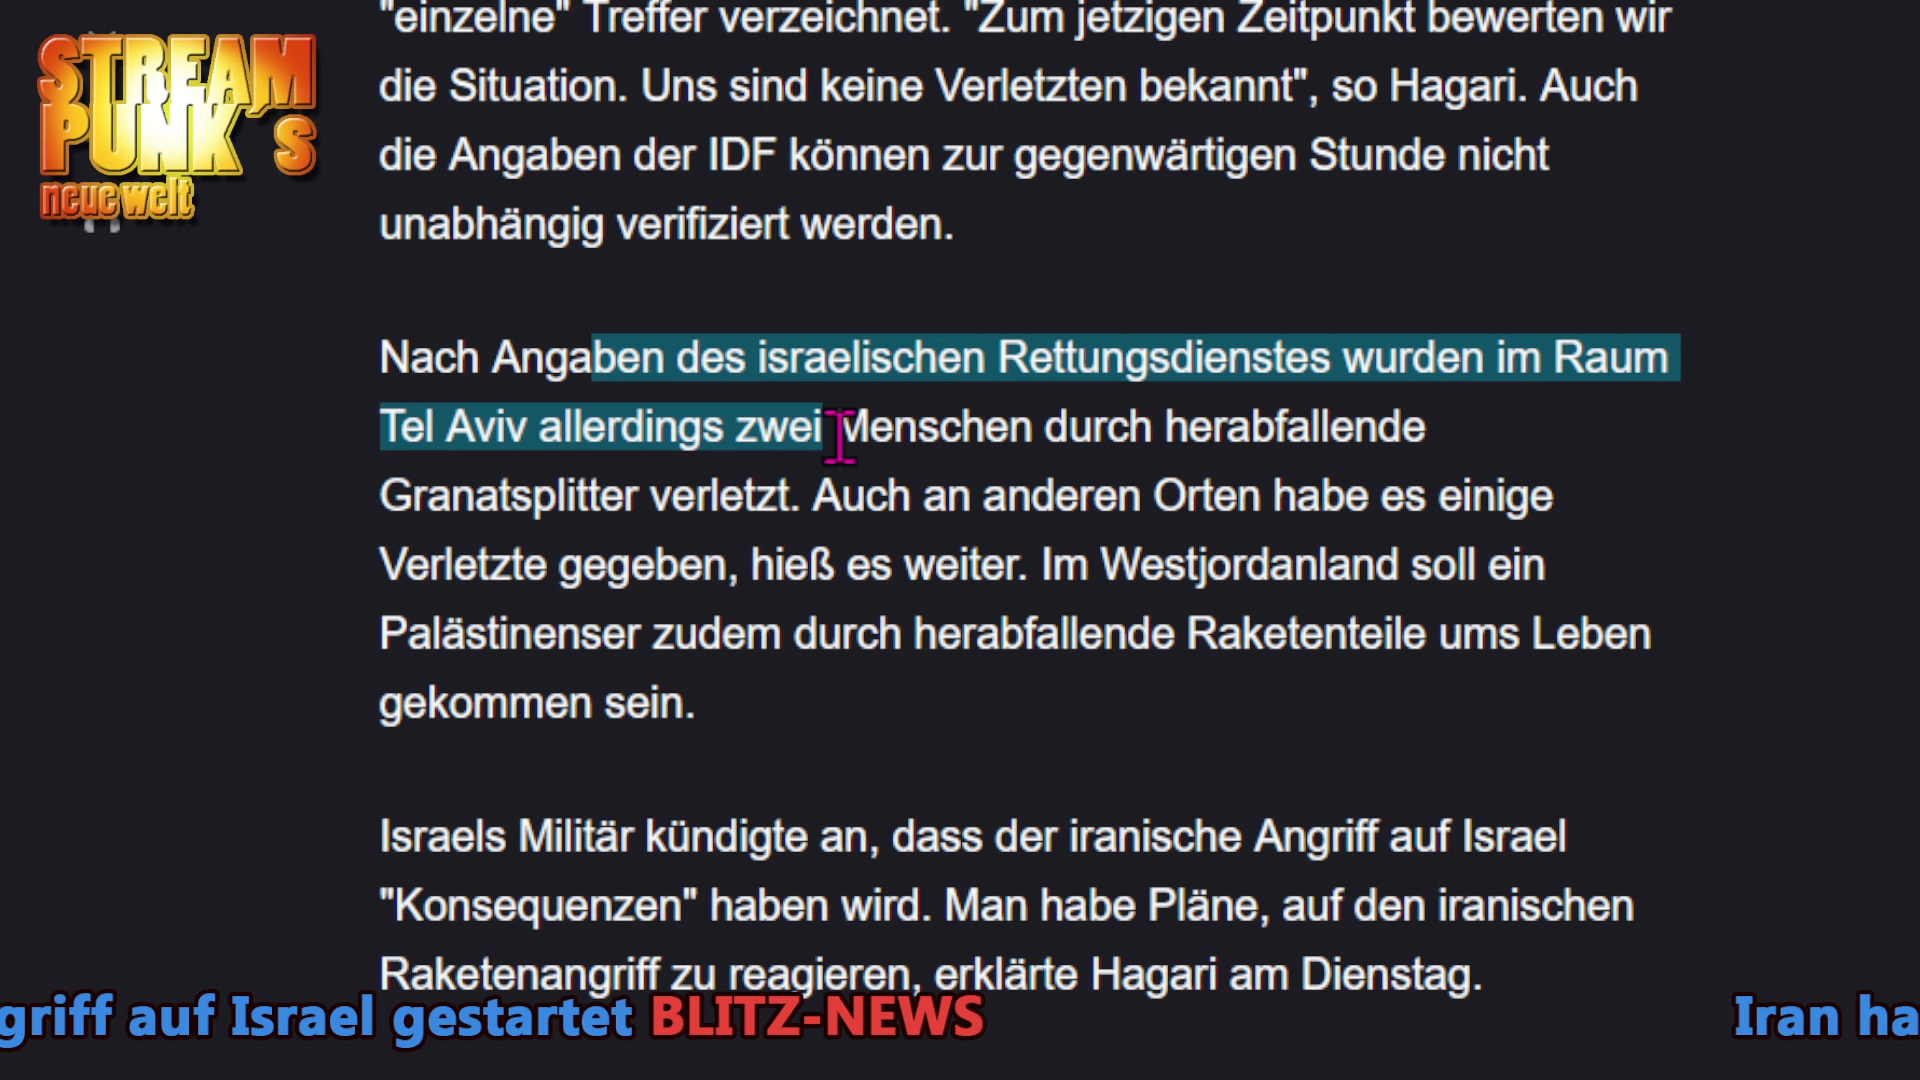 STREAM
PUNK´S
neue welt
"einzelne" Treffer verzeichnet. "Zum jetzigen Zeitpunkt bewerten wir
die Situation. Uns sind keine Verletzten bekannt", so Hagari. Auch
die Angaben der IDF können zur gegenwärtigen Stunde nicht
unabhängig verifiziert werden.
Nach Angaben des israelischen Rettungsdienstes wurden im Raum
Tel Aviv allerdings zwei Menschen durch herabfallende
Granatsplitter verletzt. Auch an anderen Orten habe es einige
Verletzte gegeben, hieß es weiter. Im Westjordanland soll ein
Palästinenser zudem durch herabfallende Raketenteile ums Leben
gekommen sein.
Israels Militär kündigte an, dass der iranische Angriff auf Israel
"Konsequenzen" haben wird. Man habe Pläne, auf den iranischen
Raketenangriff zu reagieren, erklärte Hagari am Dienstag.
griff auf Israel gestartet BLITZ-NEWS Iran ha